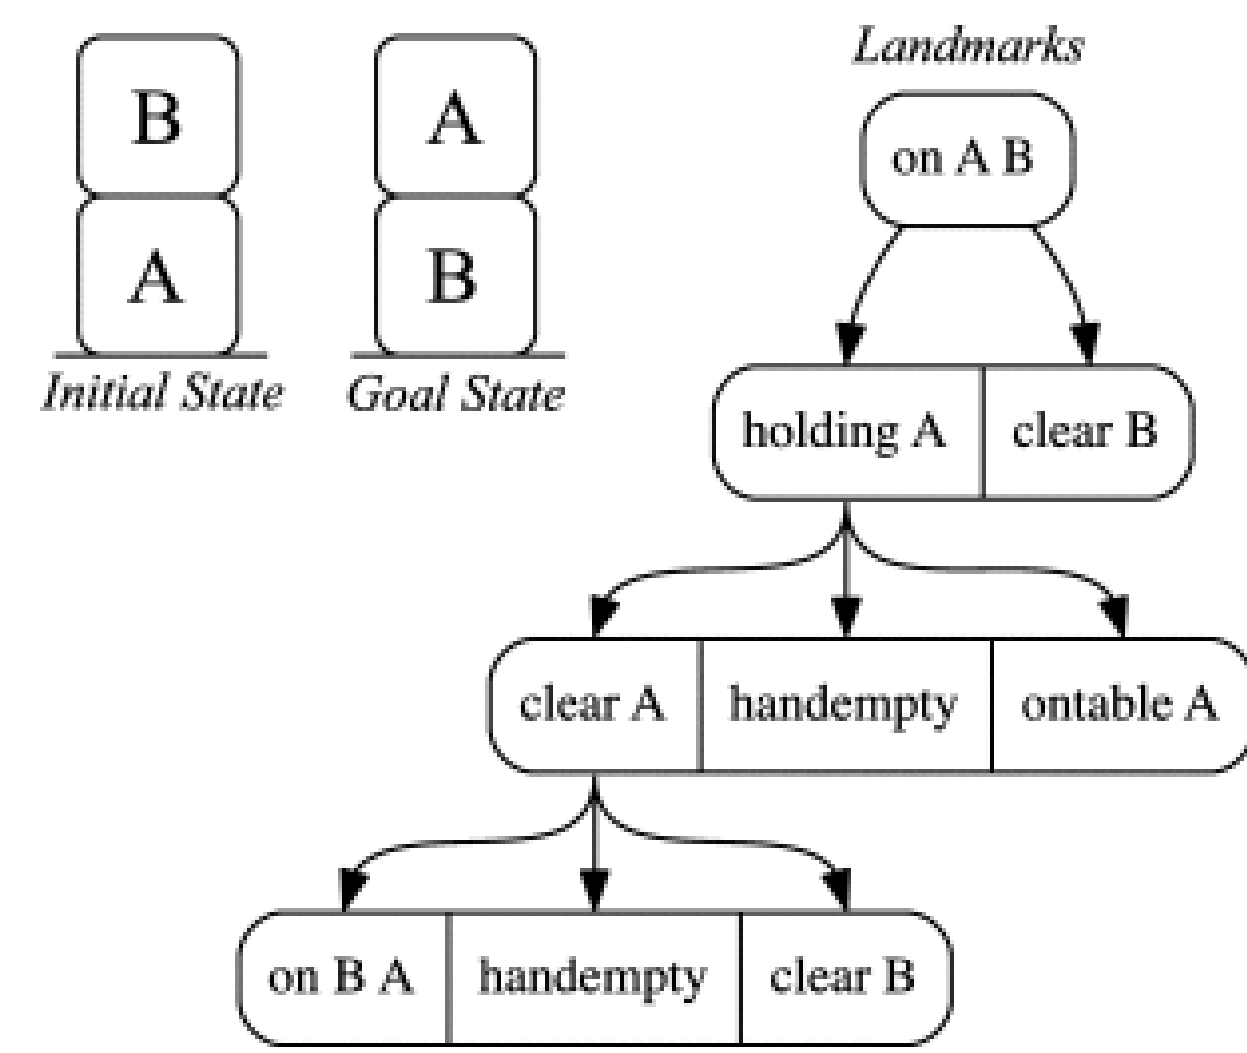 B
A
Initial State
A
B
Goal State
Landmarks
on A B
holding A
clear B
clear A
handempty
ontable A
on B A
handempty
clear B